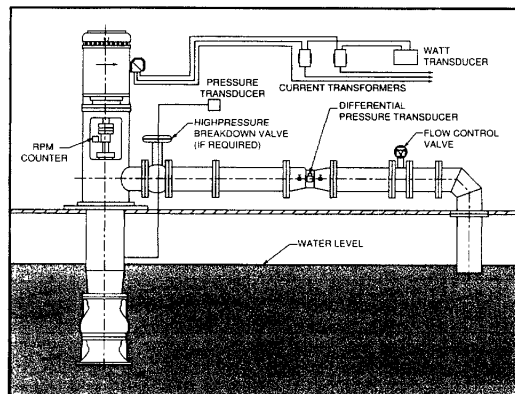 WATT
TRANSDUCER
PRESSURE
TRANSDUCER
CURRENT TRANSFORMERS
DIFFERENTIAL
PRESSURE TRANSDUCER
HIGHPRESSURE
BREAKDOWN VALVE
(IF REQUIRED)
FLOW CONTROL
VALVE
RPM
COUNTER
WATER LEVEL